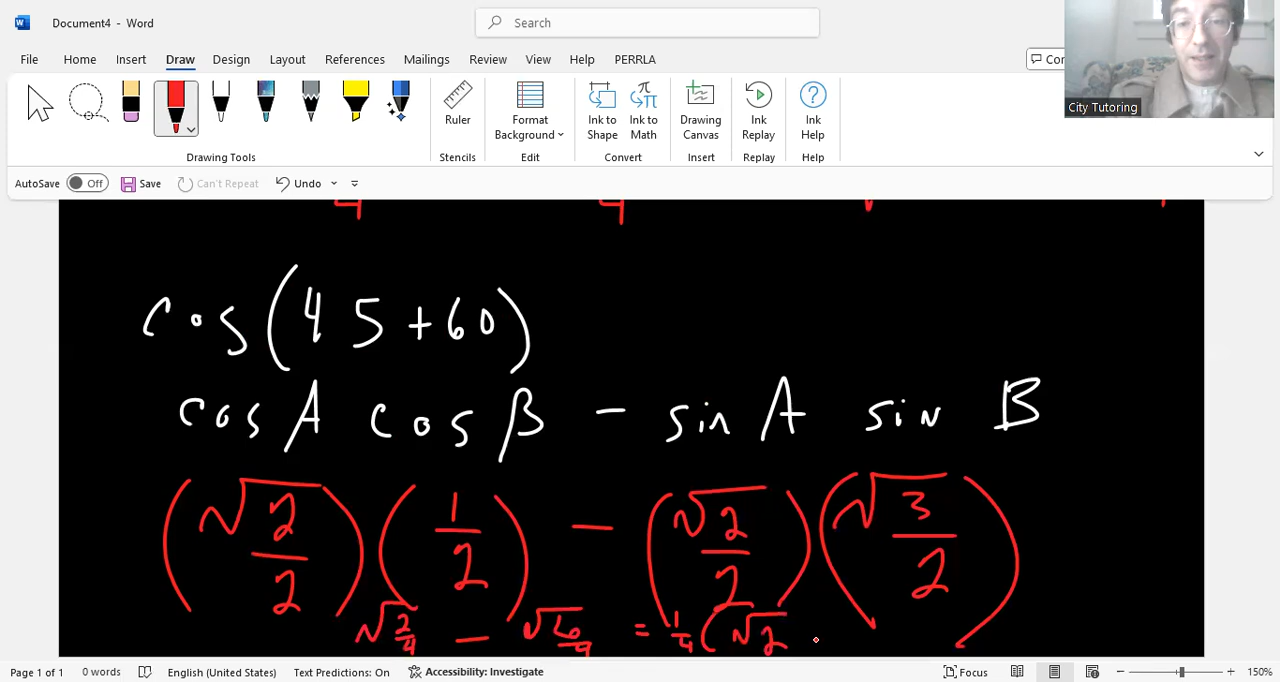 Document4 - Word
Search
File Home Insert Draw Design Layout References Mailings Review View Help PERRLA
City Tutoring
Ruler
Format Background
Ink to Shape
Ink to Math
Drawing Canvas
Ink Replay
Ink Help
Drawing Tools Stencils Edit Convert Insert Replay Help
AutoSave Off Save Can't Repeat Undo
cos(45+60)
cosA cosB - sinA sin B
(√2/2)(1/2) - (√2/2)(√3/2)
√2/4 - √6/4 = 1/4(√2
Page 1 of 1 0 words English (United States) Text Predictions: On Accessibility: Investigate Focus 150%